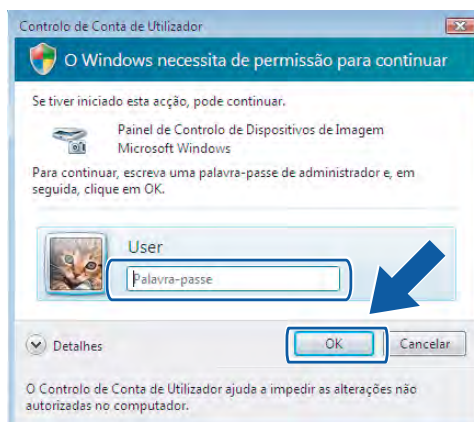 Controlo de Conta de Utilizador
O Windows necessita de permissão para continuar
Se tiver iniciado esta acção, pode continuar.
Painel de Controlo de Dispositivos de Imagem
Microsoft Windows
Para continuar, escreva uma palavra-passe de administrador e, em
seguida, clique em OK.
User
Palavra-passe
Detalhes
OK
Cancelar
O Controlo de Conta de Utilizador ajuda a impedir as alterações não
autorizadas no computador.